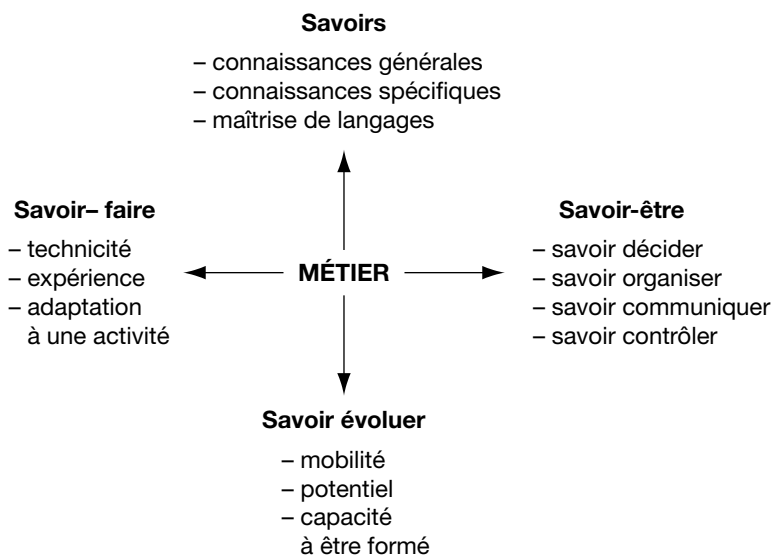 Savoirs
– connaissances générales
– connaissances spécifiques
– maîtrise de langages
Savoir– faire
– technicité
– expérience
– adaptation
à une activité
MÉTIER
Savoir-être
– savoir décider
– savoir organiser
– savoir communiquer
– savoir contrôler
Savoir évoluer
– mobilité
– potentiel
– capacité
à être formé